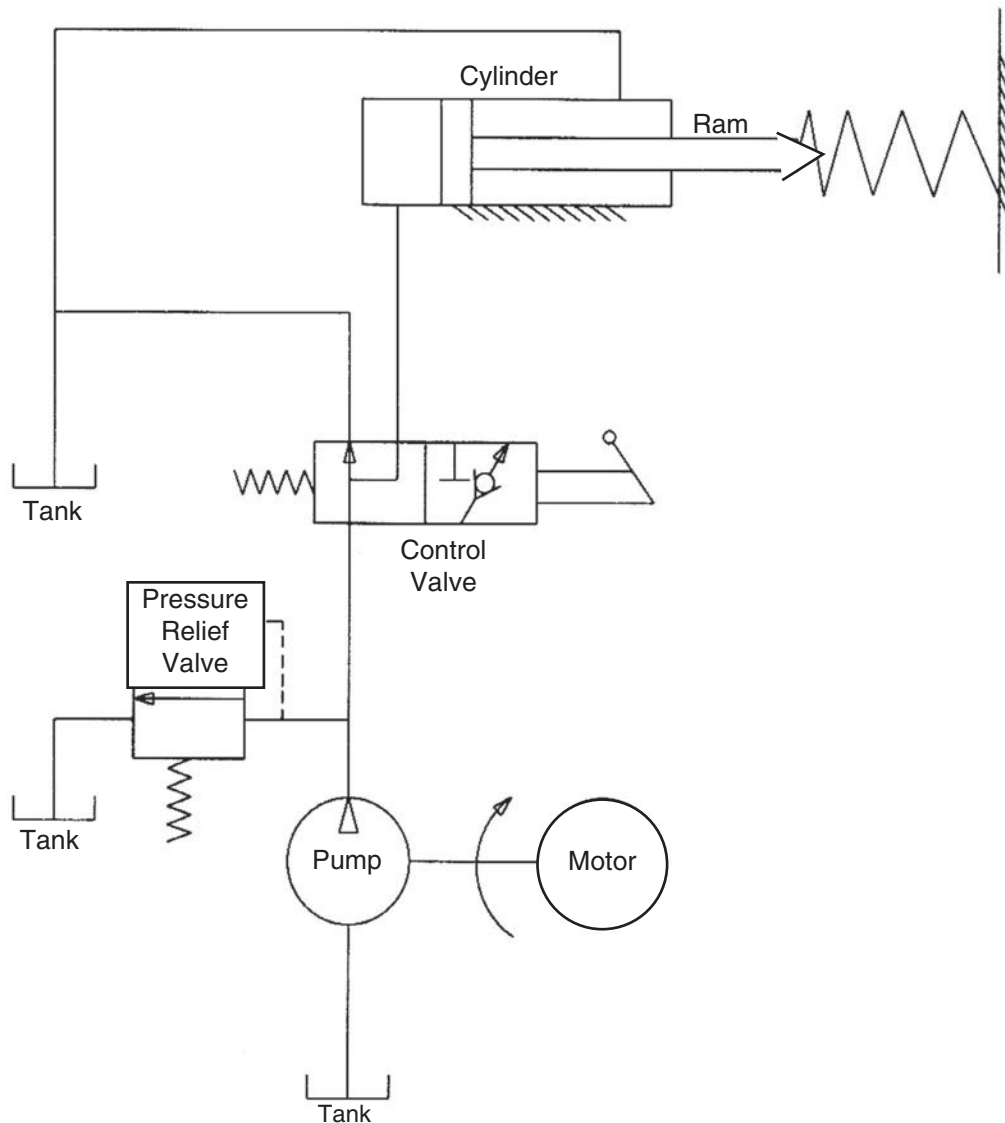 Cylinder
Ram
Tank
Control
Valve
Pressure
Relief
Valve
Tank
Pump
Motor
Tank